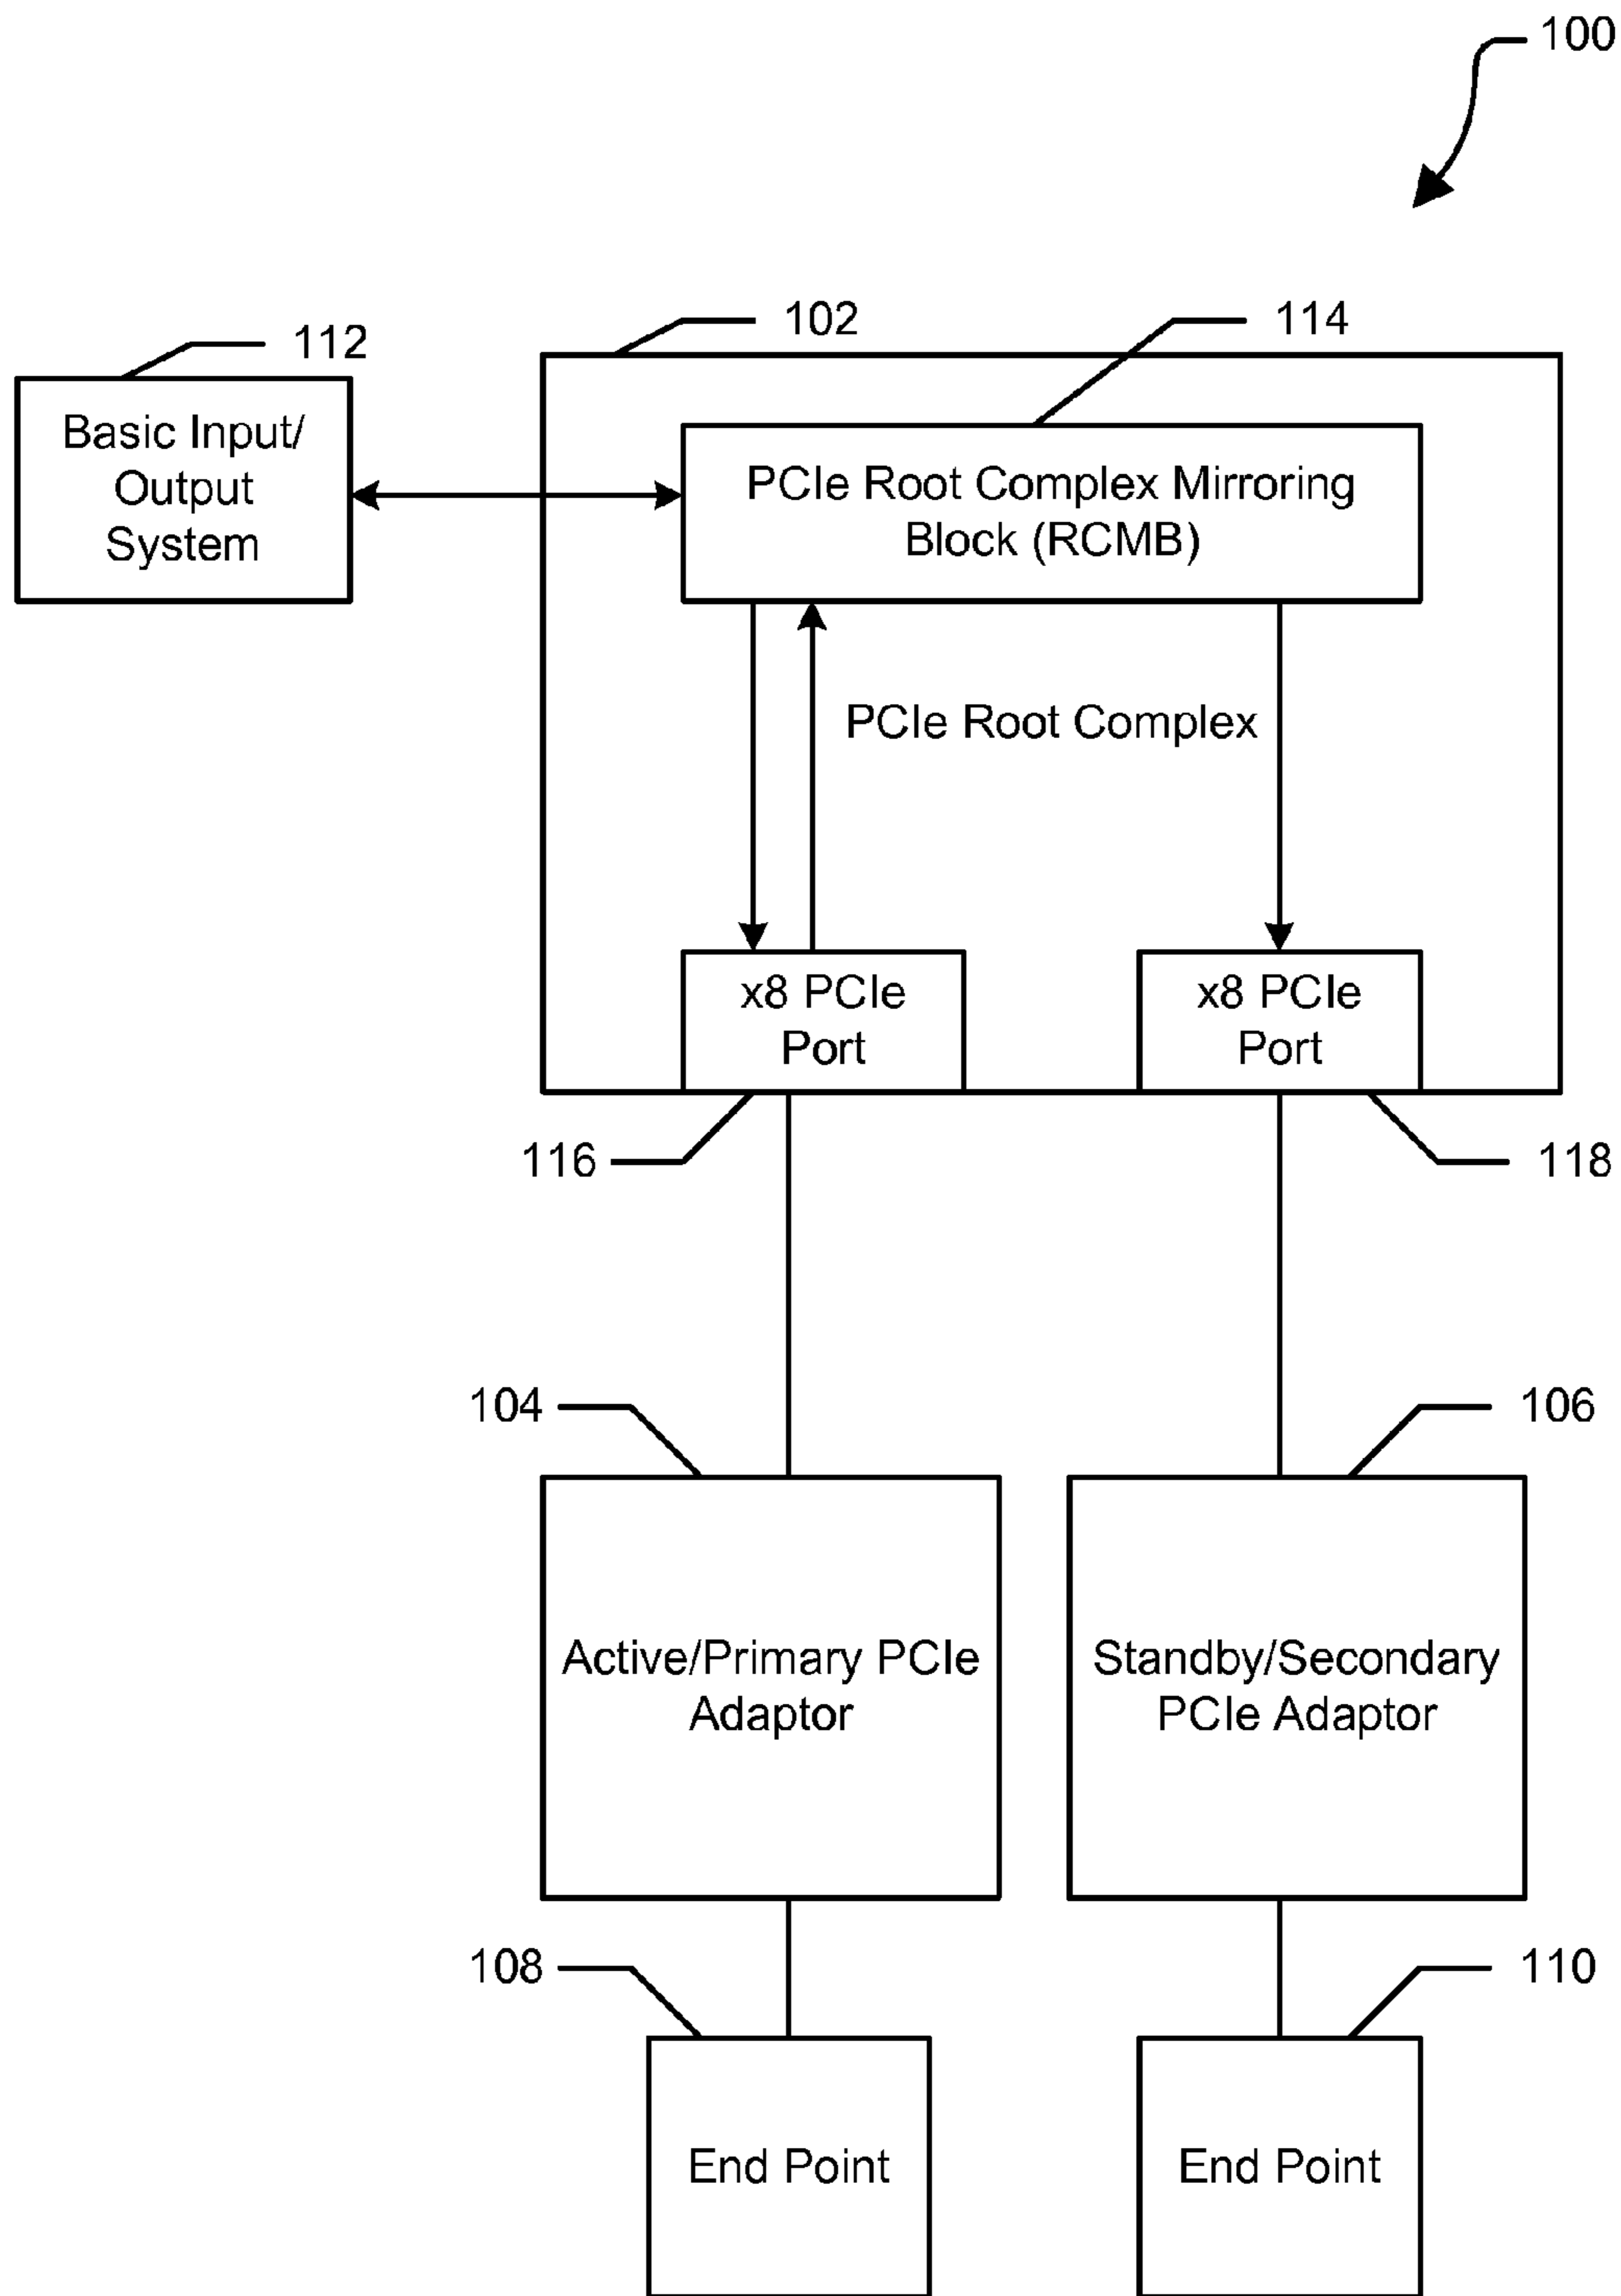 100
102
114
112
Basic Input/
Output
System
PCIe Root Complex Mirroring
Block (RCMB)
PCIe Root Complex
x8 PCIe
Port
x8 PCIe
Port
116
118
104
106
Active/Primary PCIe
Adaptor
Standby/Secondary
PCIe Adaptor
108
110
End Point
End Point